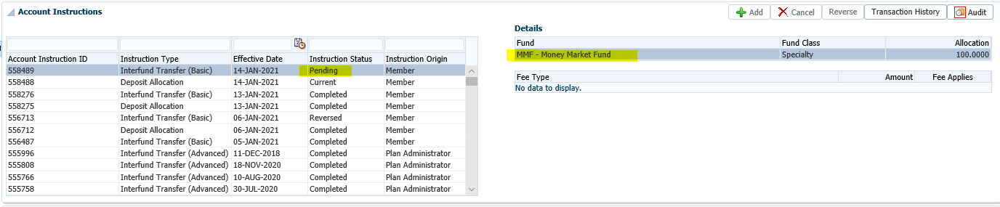 Account Instructions
Add Cancel Reverse Transaction History Audit
Account Instruction ID Instruction Type Effective Date Instruction Status Instruction Origin
558489 Interfund Transfer (Basic) 14-JAN-2021 Pending Member
558488 Deposit Allocation 14-JAN-2021 Current Member
558276 Interfund Transfer (Basic) 13-JAN-2021 Completed Member
558275 Deposit Allocation 13-JAN-2021 Completed Member
556713 Interfund Transfer (Basic) 06-JAN-2021 Reversed Member
556712 Deposit Allocation 06-JAN-2021 Completed Member
556487 Interfund Transfer (Basic) 05-JAN-2021 Completed Member
555996 Interfund Transfer (Advanced) 11-DEC-2018 Completed Plan Administrator
555808 Interfund Transfer (Advanced) 18-NOV-2020 Completed Plan Administrator
555766 Interfund Transfer (Advanced) 10-AUG-2020 Completed Plan Administrator
555758 Interfund Transfer (Advanced) 30-JUL-2020 Completed Plan Administrator
Details
Fund Fund Class Allocation
MMF - Money Market Fund Specialty 100.0000
Fee Type Amount Fee Applies
No data to display.